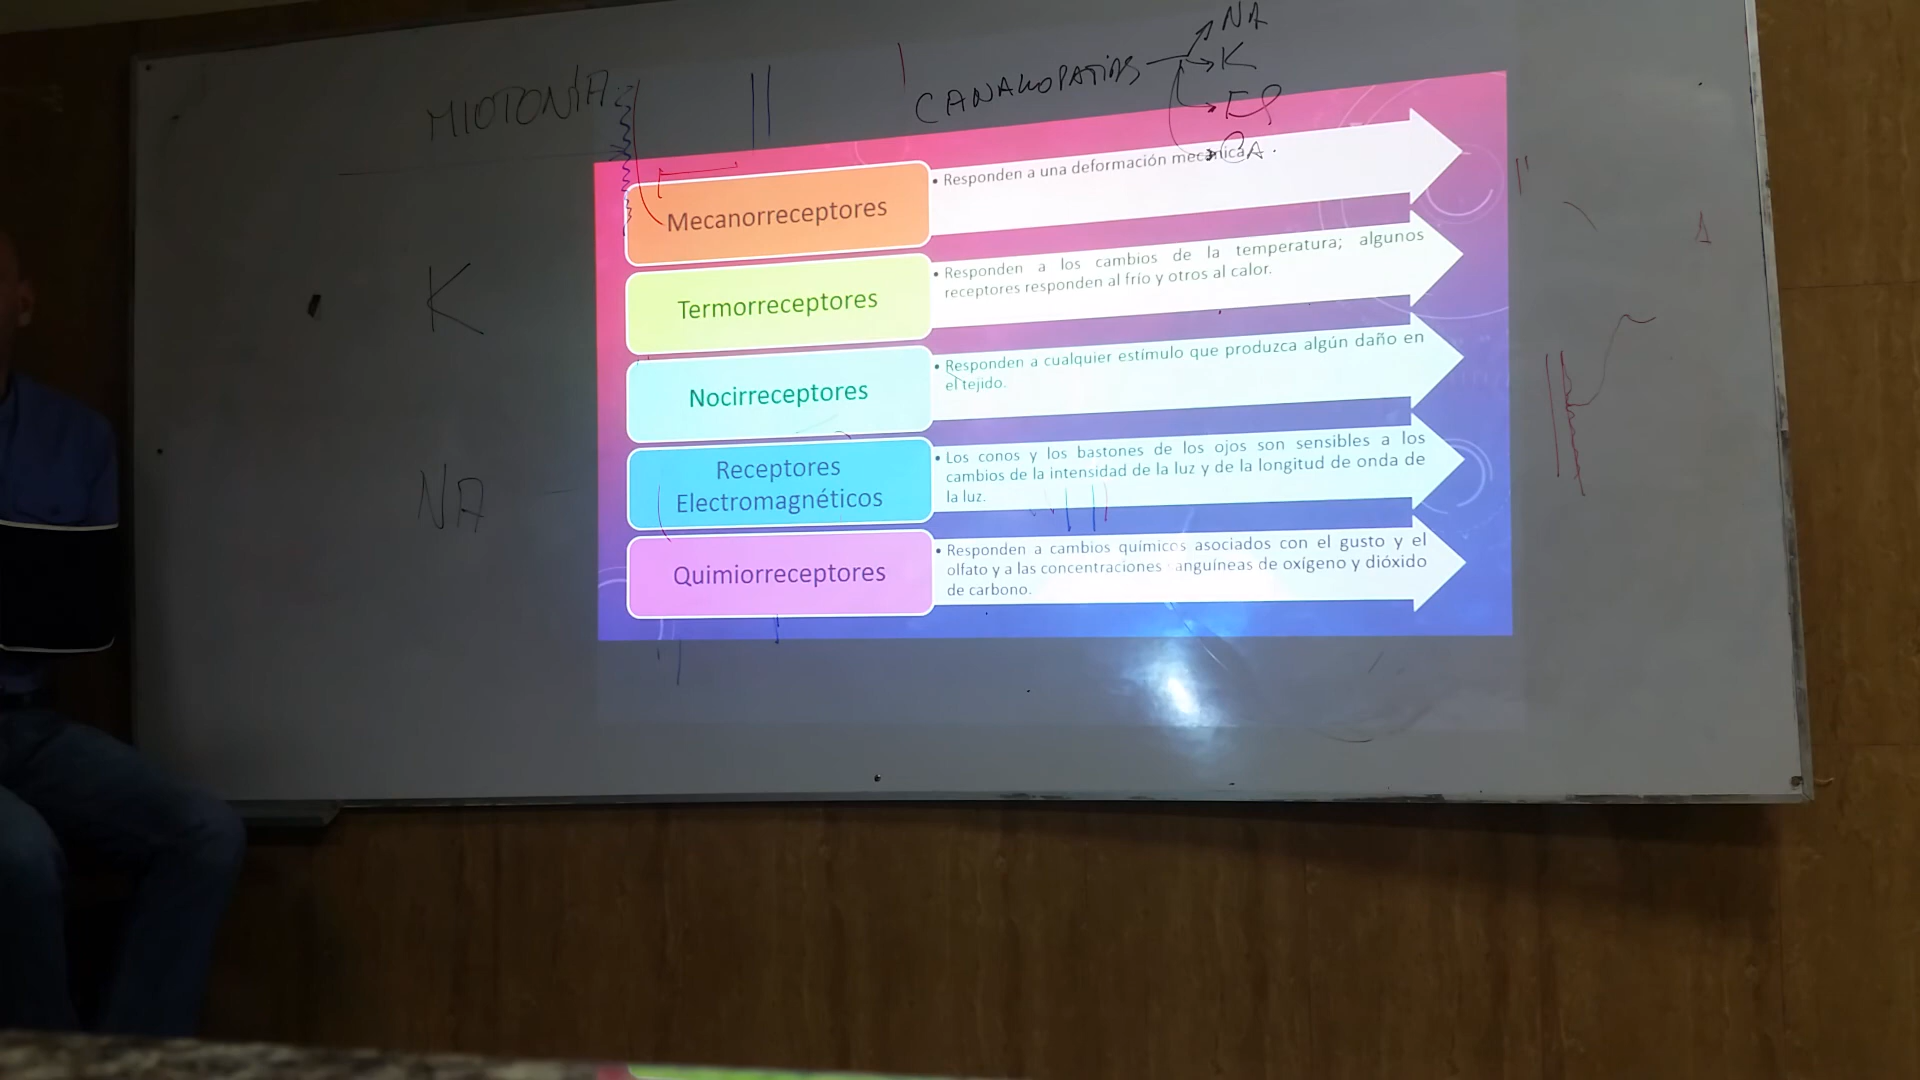 MIOTONÍA
CANALOPATIAS
NA
K
CA.
K
NA
Mecanorreceptores
• Responden a una deformación mecánica.
Termorreceptores
• Responden a los cambios de la temperatura; algunos
receptores responden al frío y otros al calor.
Nocirreceptores
• Responden a cualquier estímulo que produzca algún daño en
el tejido.
Receptores
Electromagnéticos
• Los conos y los bastones de los ojos son sensibles a los
cambios de la intensidad de la luz y de la longitud de onda de
la luz.
Quimiorreceptores
• Responden a cambios químicos asociados con el gusto y el
olfato y a las concentraciones sanguíneas de oxígeno y dióxido
de carbono.